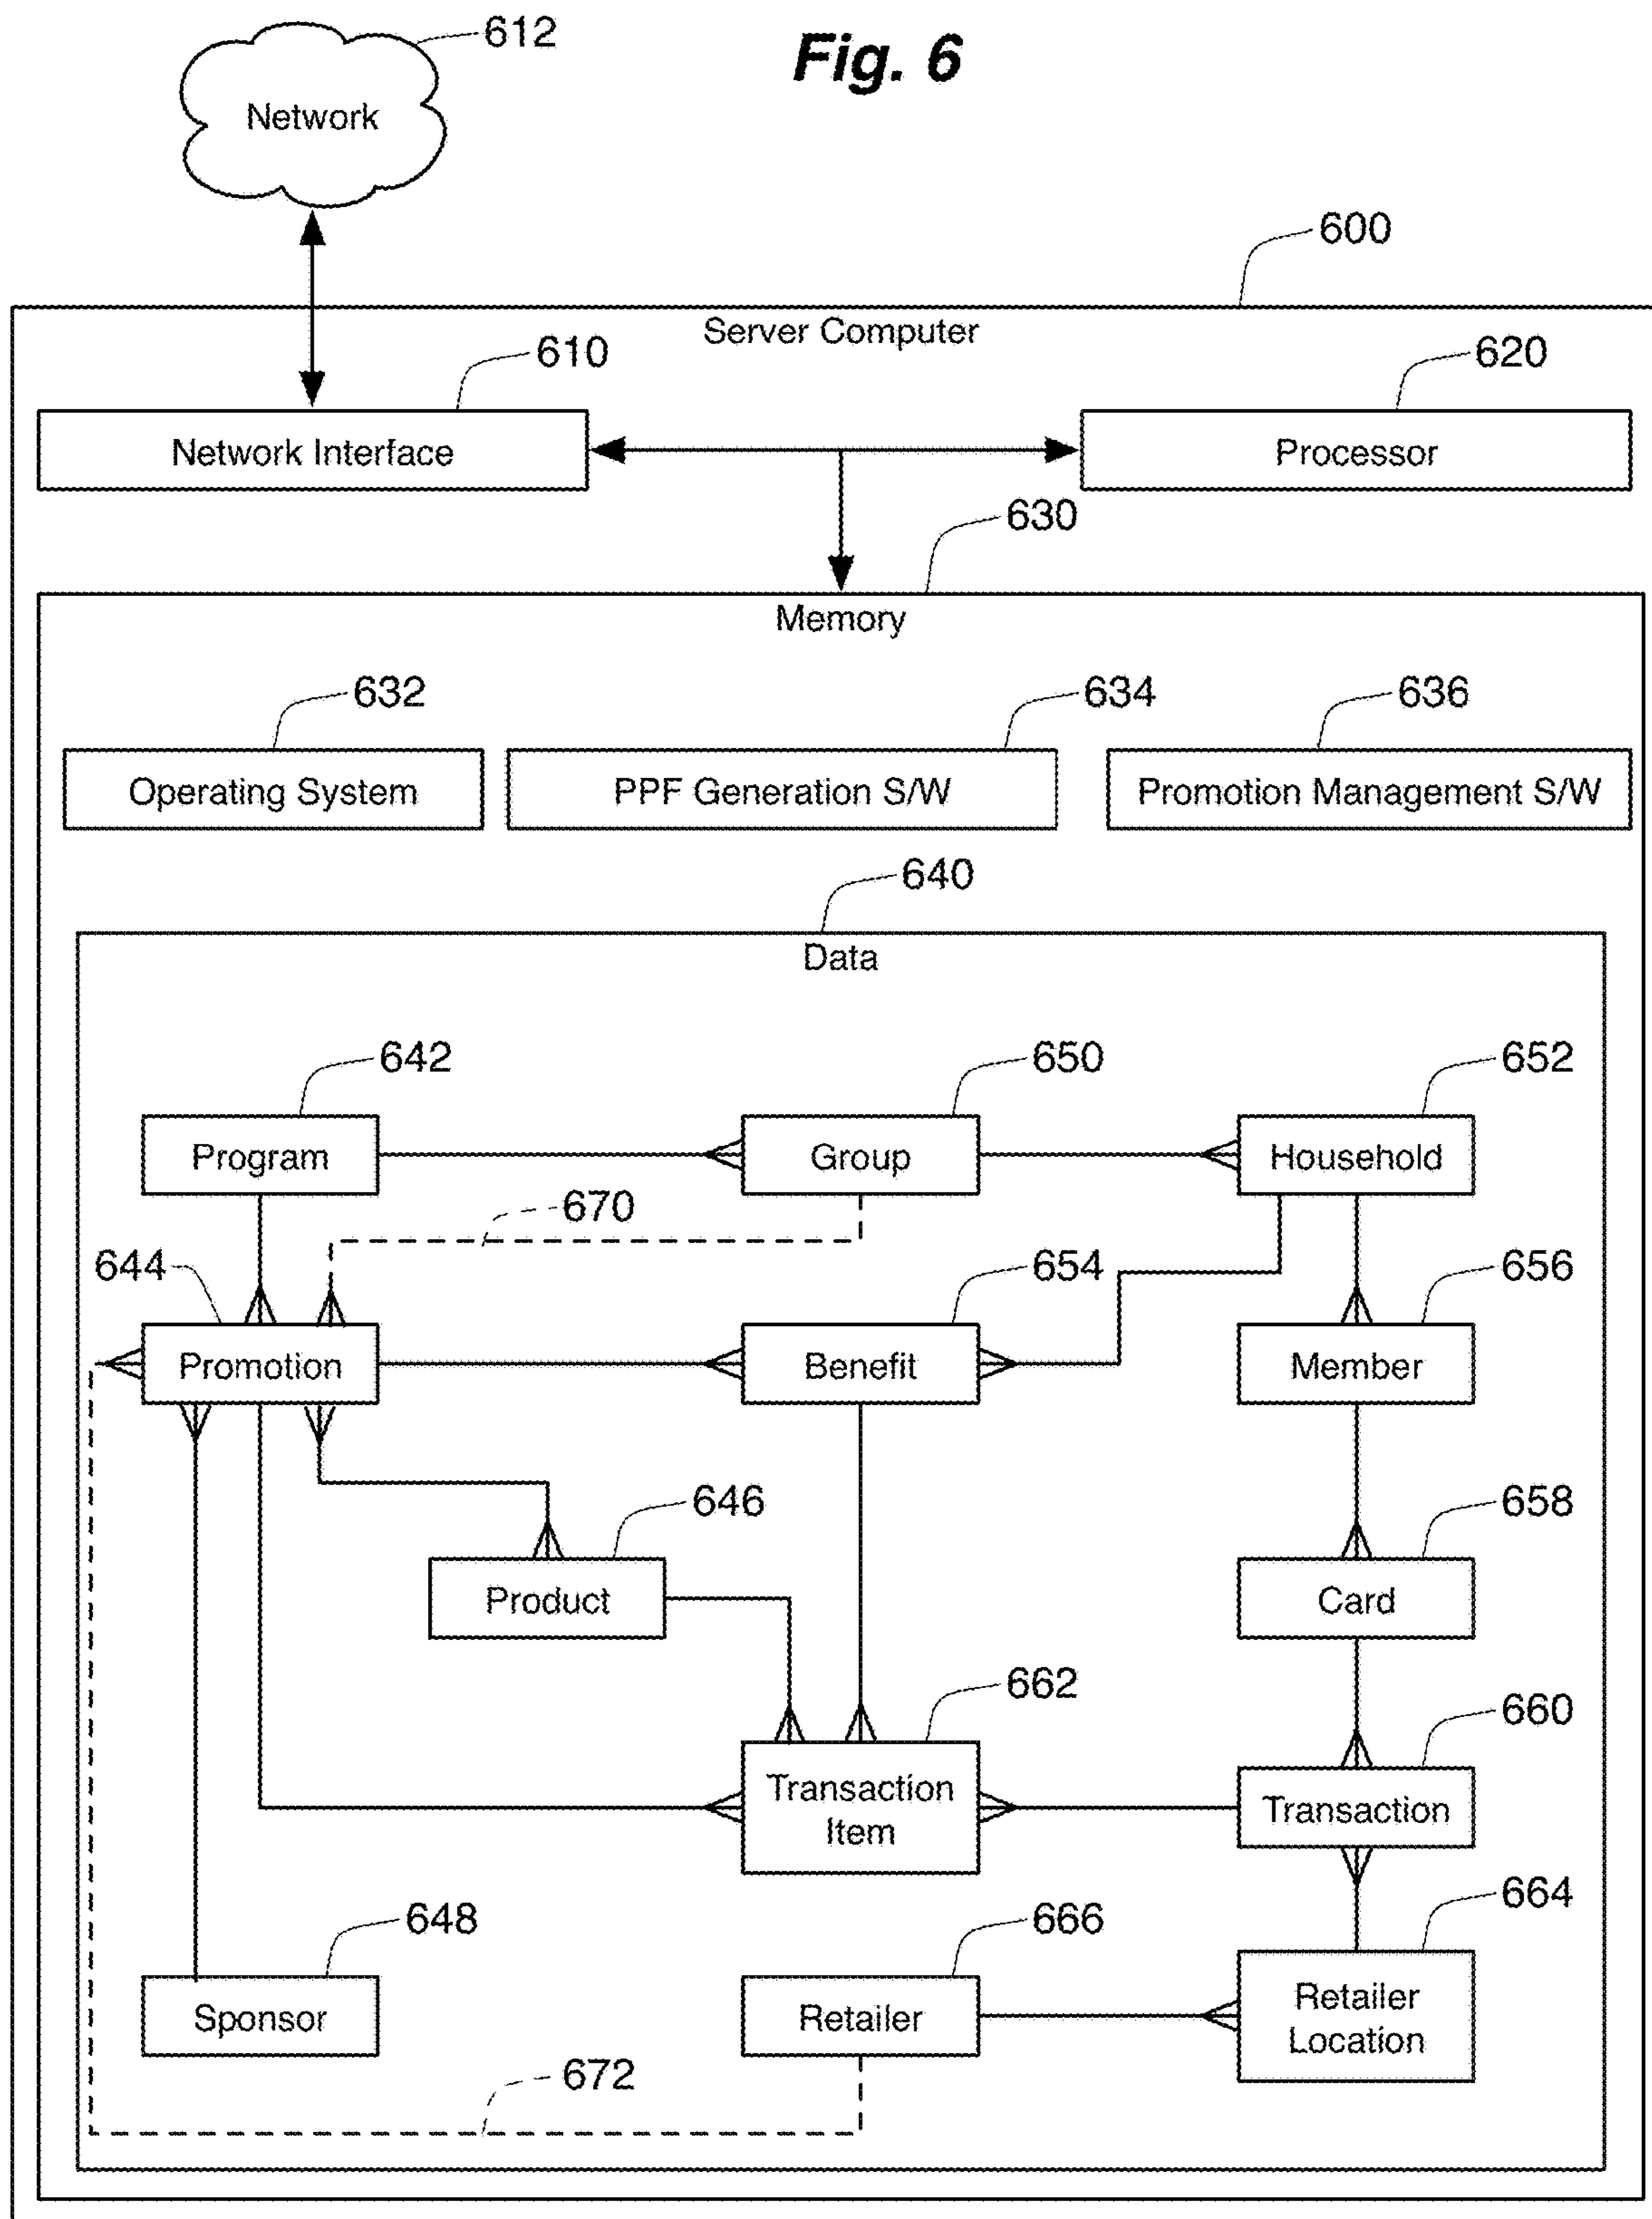 Fig. 6
612
Network
600
Server Computer
610
620
Network Interface
Processor
630
Memory
632
634
636
Operating System
PPF Generation S/W
Promotion Management S/W
640
Data
642
650
652
Program
Group
Household
670
644
654
656
Promotion
Benefit
Member
646
658
Product
Card
662
660
Transaction
Item
Transaction
648
666
664
Sponsor
Retailer
Retailer
Location
672